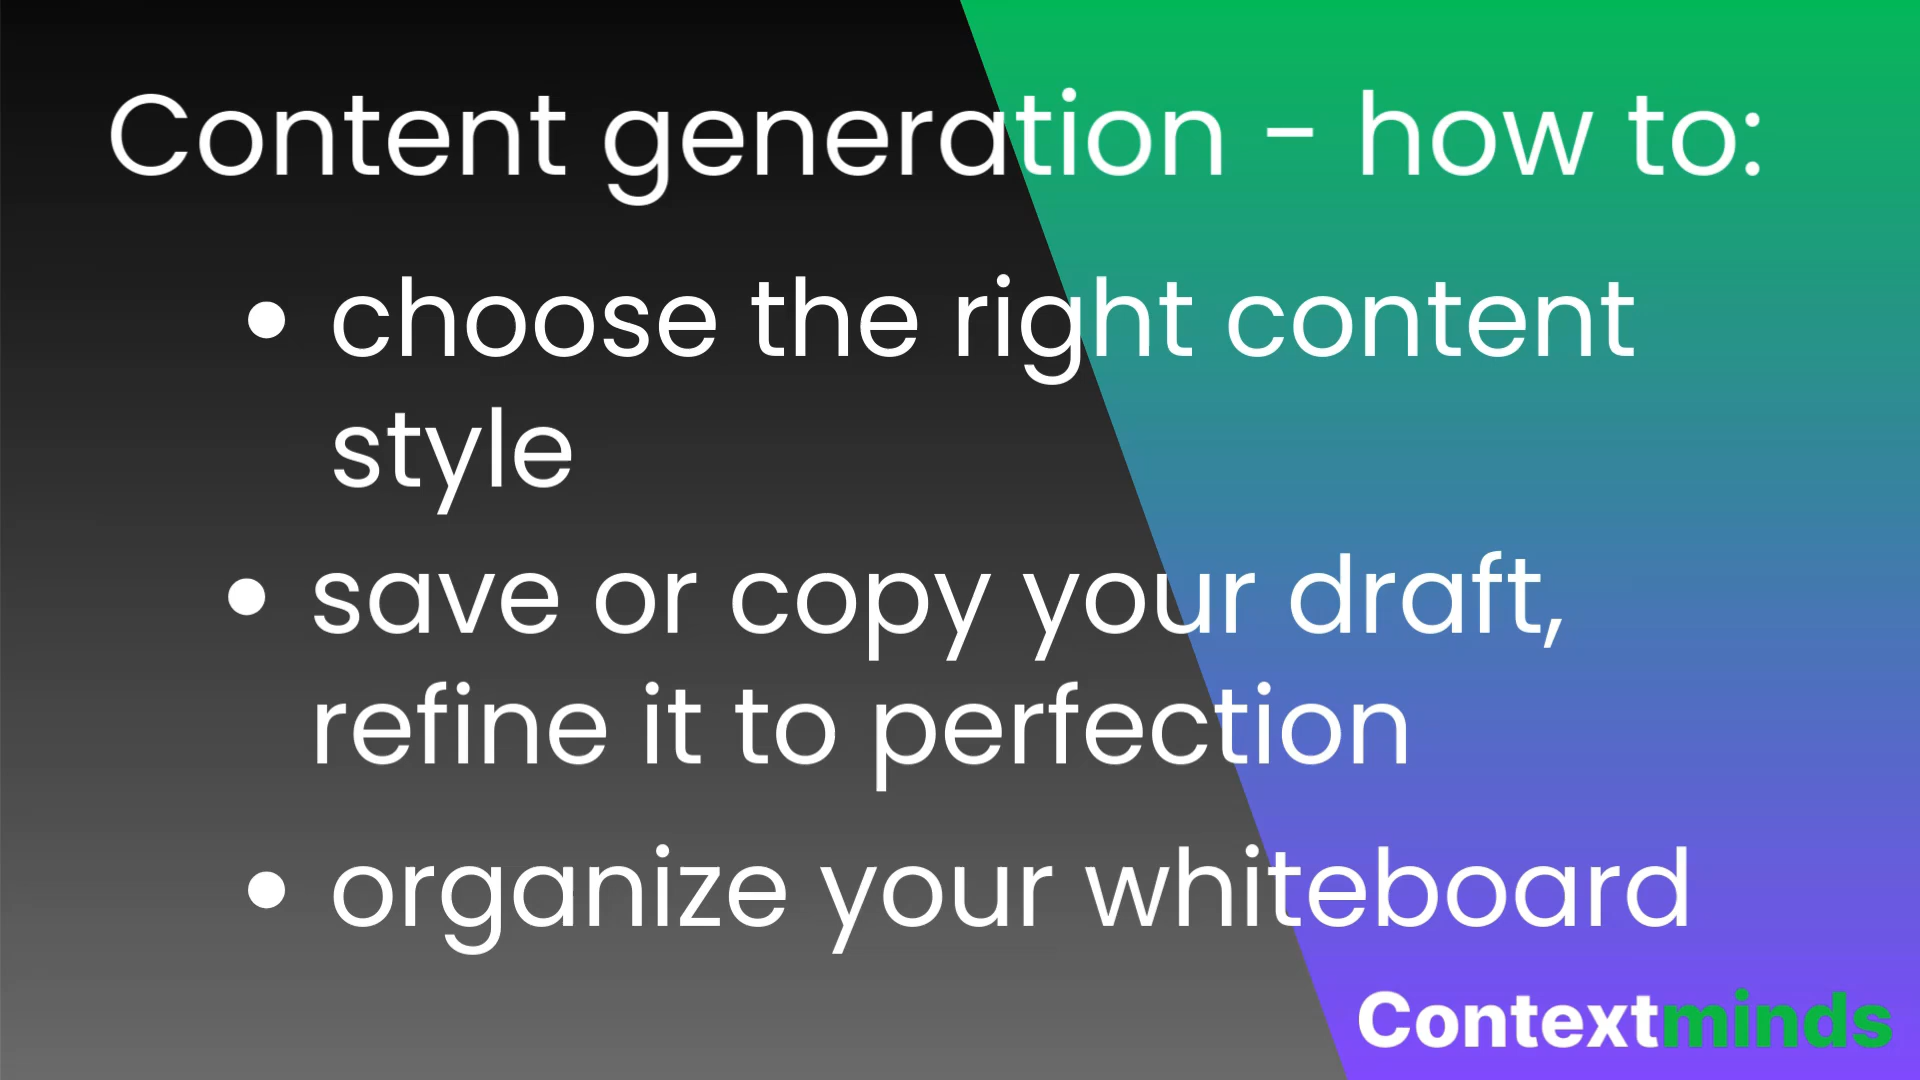 Content generation - how to:
• choose the right content
style
• save or copy your draft,
refine it to perfection
• organize your whiteboard
Contextminds